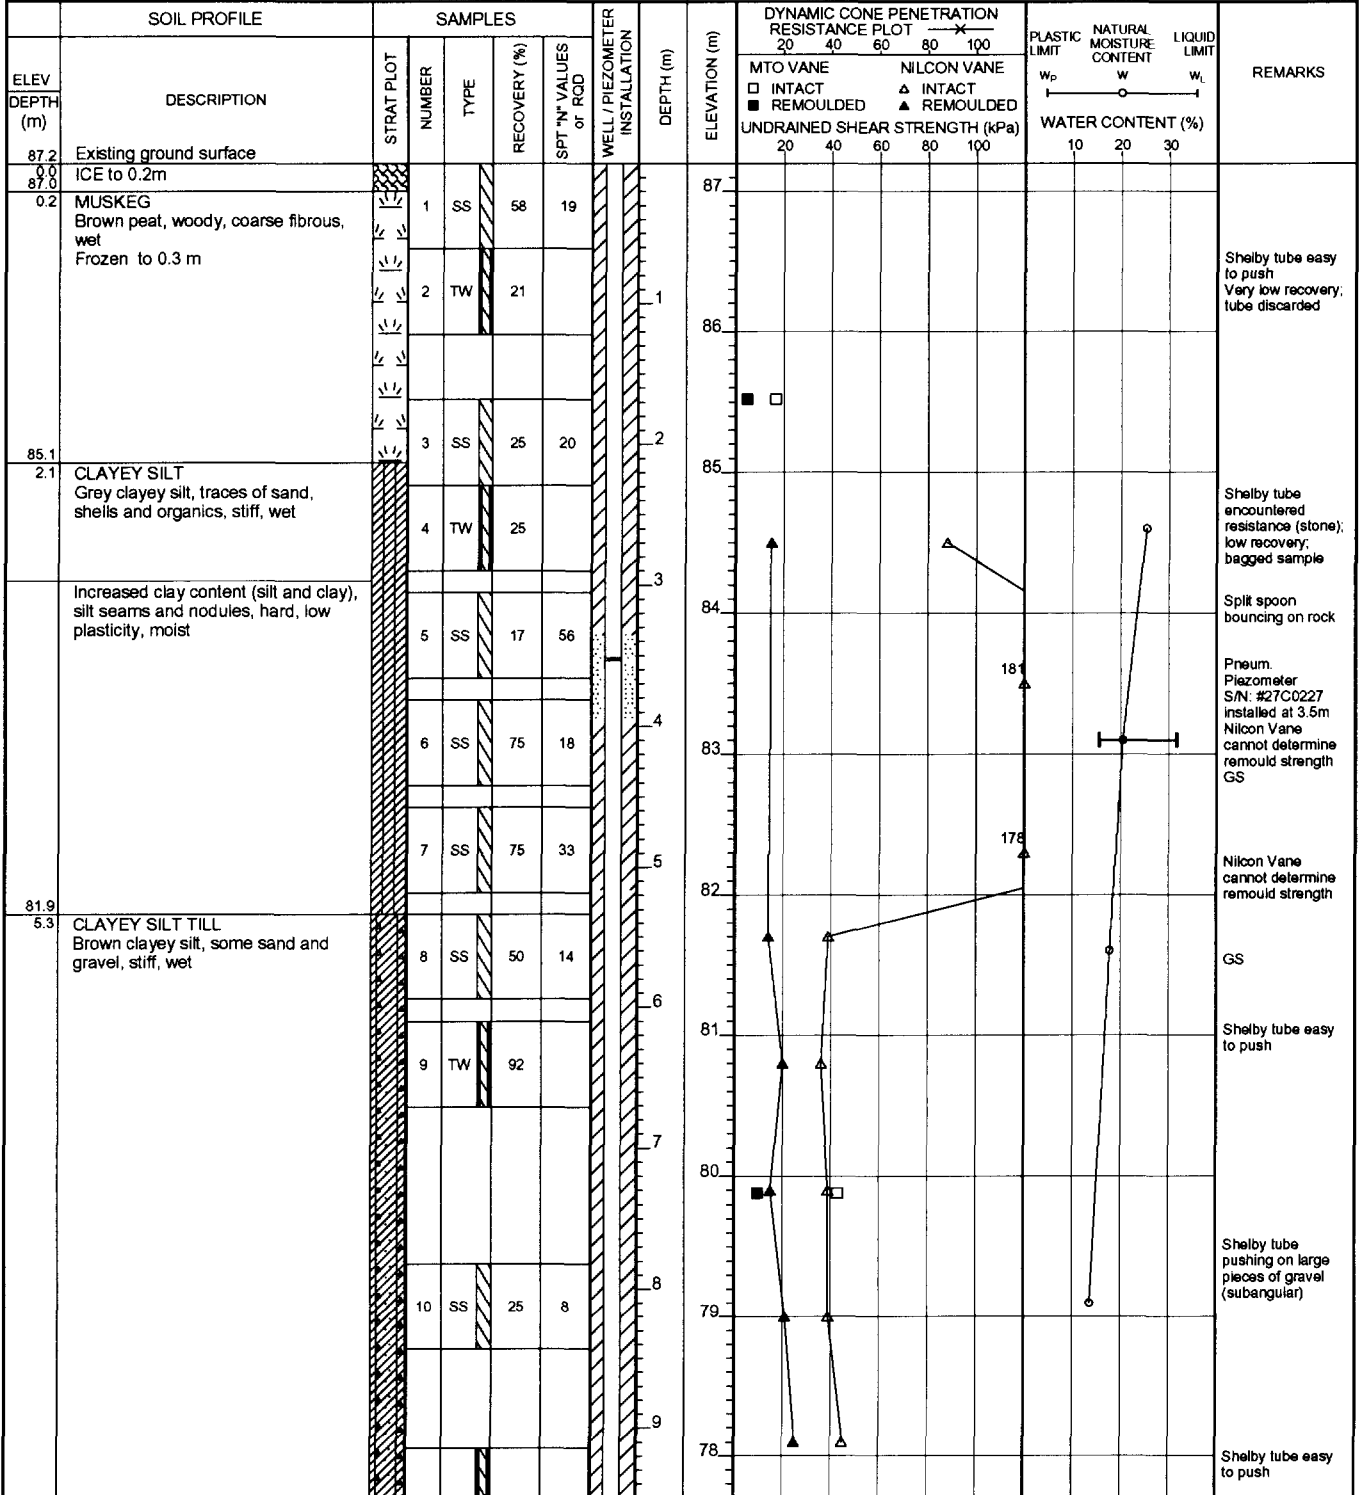 SOIL PROFILE
SAMPLES
ELEV
DEPTH
(m)
DESCRIPTION
STRAT PLOT
NUMBER
TYPE
RECOVERY (%)
SPT "N" VALUES
or RQD
WELL / PIEZOMETER
INSTALLATION
DEPTH (m)
ELEVATION (m)
DYNAMIC CONE PENETRATION
RESISTANCE PLOT
20 40 60 80 100
MTO VANE NILCON VANE
INTACT INTACT
REMOULDED REMOULDED
UNDRAINED SHEAR STRENGTH (kPa)
20 40 60 80 100
PLASTIC LIMIT
NATURAL MOISTURE CONTENT
LIQUID LIMIT
WP W WL
WATER CONTENT (%)
10 20 30
REMARKS
87.2 Existing ground surface
0.0 ICE to 0.2m
87.0
0.2 MUSKEG
Brown peat, woody, coarse fibrous,
wet
Frozen to 0.3 m
85.1
2.1 CLAYEY SILT
Grey clayey silt, traces of sand,
shells and organics, stiff, wet
Increased clay content (silt and clay),
silt seams and nodules, hard, low
plasticity, moist
81.9
5.3 CLAYEY SILT TILL
Brown clayey silt, some sand and
gravel, stiff, wet
1 SS 58 19
2 TW 21
3 SS 25 20
4 TW 25
5 SS 17 56
6 SS 75 18
7 SS 75 33
8 SS 50 14
9 TW 92
10 SS 25 8
1
2
3
4
5
6
7
8
9
87
86
85
84
83
82
81
80
79
78
181
178
Shelby tube easy
to push
Very low recovery;
tube discarded
Shelby tube
encountered
resistance (stone);
low recovery;
bagged sample
Split spoon
bouncing on rock
Pneum.
Piezometer
S/N: #27C0227
installed at 3.5m
Nilcon Vane
cannot determine
remould strength
GS
Nilcon Vane
cannot determine
remould strength
GS
Shelby tube easy
to push
Shelby tube
pushing on large
pieces of gravel
(subangular)
Shelby tube easy
to push